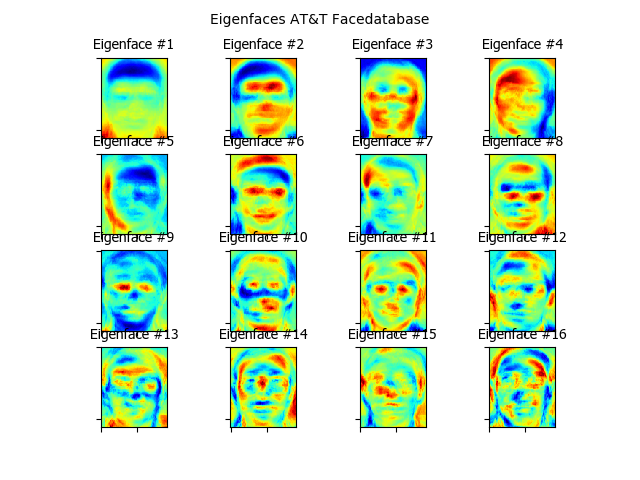 Eigenfaces AT&T Facedatabase
Eigenface #1
Eigenface #2
Eigenface #3
Eigenface #4
Eigenface #5
Eigenface #6
Eigenface #7
Eigenface #8
Eigenface #9
Eigenface #10
Eigenface #11
Eigenface #12
Eigenface #13
Eigenface #14
Eigenface #15
Eigenface #16